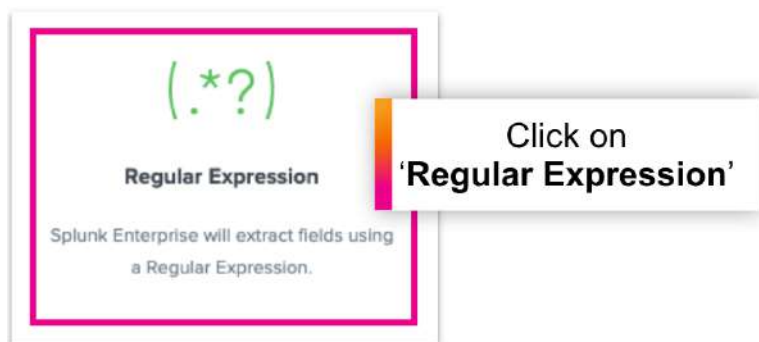 (.*?)
Regular Expression
Splunk Enterprise will extract fields using
a Regular Expression.
Click on
‘Regular Expression’